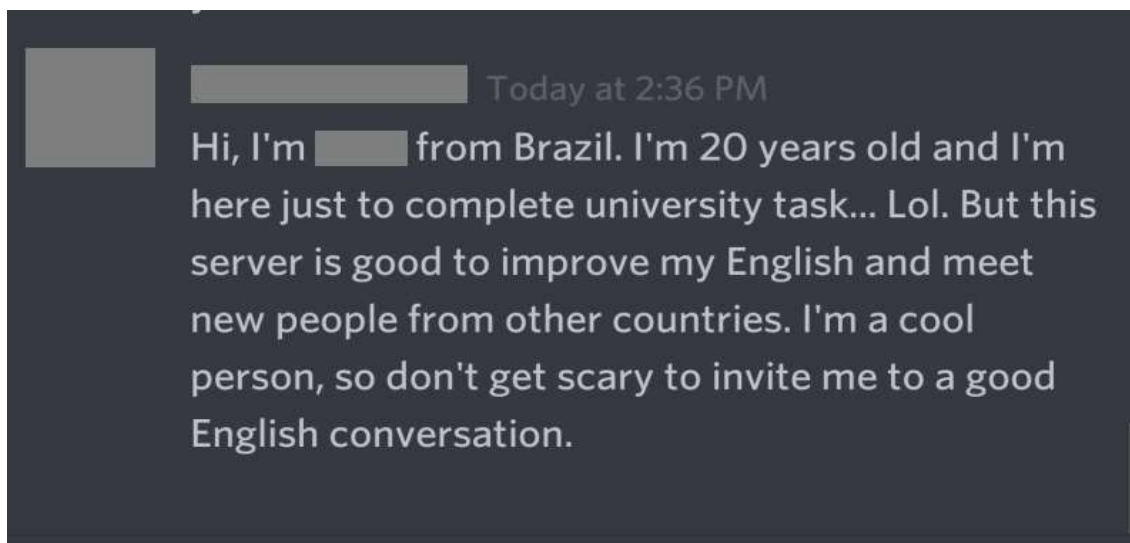 Today at 2:36 PM
Hi, I'm from Brazil. I'm 20 years old and I'm
here just to complete university task... Lol. But this
server is good to improve my English and meet
new people from other countries. I'm a cool
person, so don't get scary to invite me to a good
English conversation.